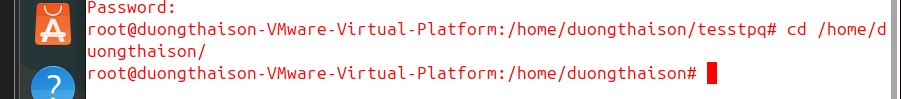 Password:
root@duongthaison-VMware-Virtual-Platform:/home/duongthaison/tesstpq# cd /home/d
uongthaison/
root@duongthaison-VMware-Virtual-Platform:/home/duongthaison#